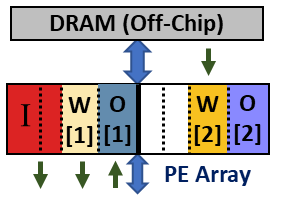 DRAM (Off-Chip)
I W [1] O [1] W [2] O [2]
PE Array